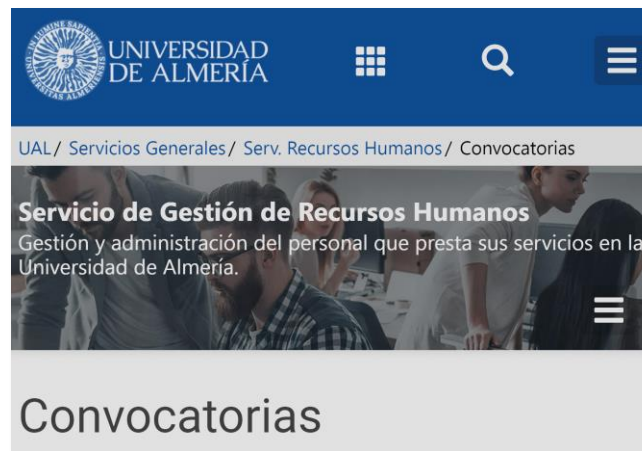 UNIVERSIDAD
DE ALMERÍA
UAL/ Servicios Generales/ Serv. Recursos Humanos/ Convocatorias
Servicio de Gestión de Recursos Humanos
Gestión y administración del personal que presta sus servicios en la
Universidad de Almería.
Convocatorias